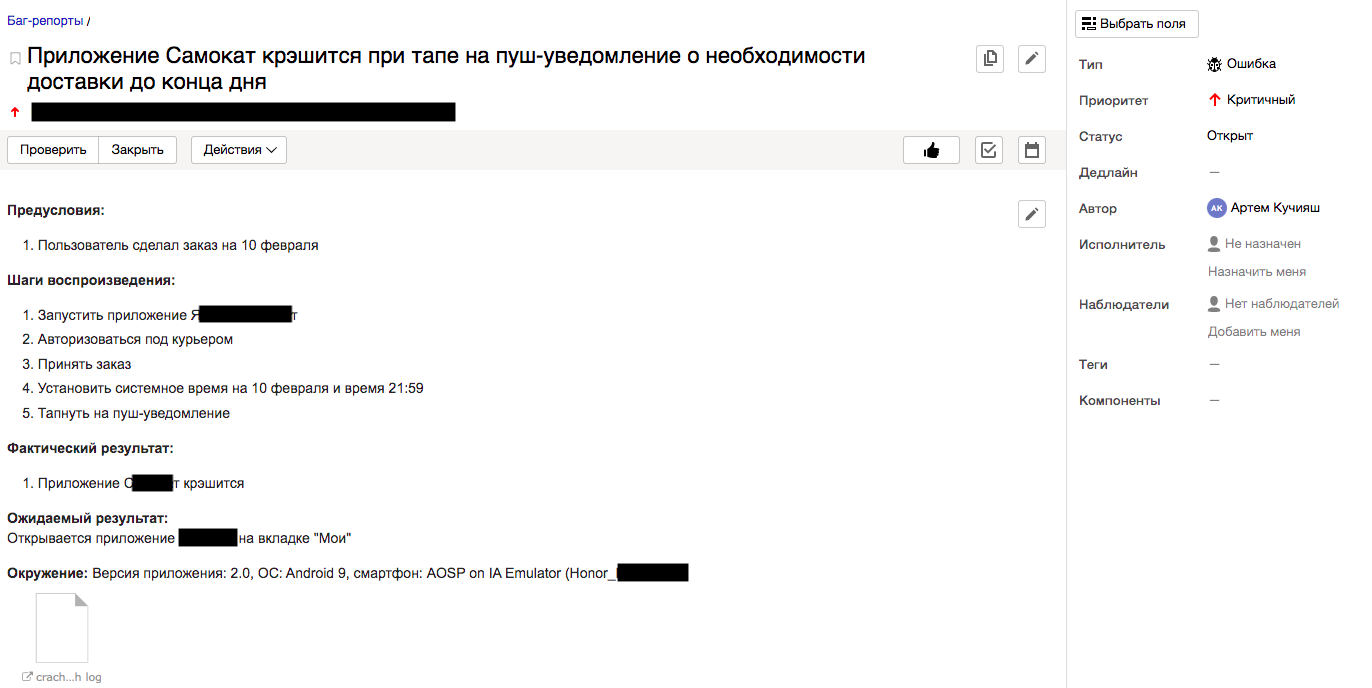 Баг-репорты /
Приложение Самокат крэшится при тапе на пуш-уведомление о необходимости
доставки до конца дня
Проверить Закрыть Действия
Предусловия:
1. Пользователь сделал заказ на 10 февраля
Шаги воспроизведения:
1. Запустить приложение Я т
2. Авторизоваться под курьером
3. Принять заказ
4. Установить системное время на 10 февраля и время 21:59
5. Тапнуть на пуш-уведомление
Фактический результат:
1. Приложение С т крэшится
Ожидаемый результат:
Открывается приложение на вкладке "Мои"
Окружение: Версия приложения: 2.0, ОС: Android 9, смартфон: AOSP on IA Emulator (Honor_
crach...h log
Выбрать поля
Тип Ошибка
Приоритет Критичный
Статус Открыт
Дедлайн —
Автор АК Артем Кучияш
Исполнитель Не назначен
Назначить меня
Наблюдатели Нет наблюдателей
Добавить меня
Теги —
Компоненты —